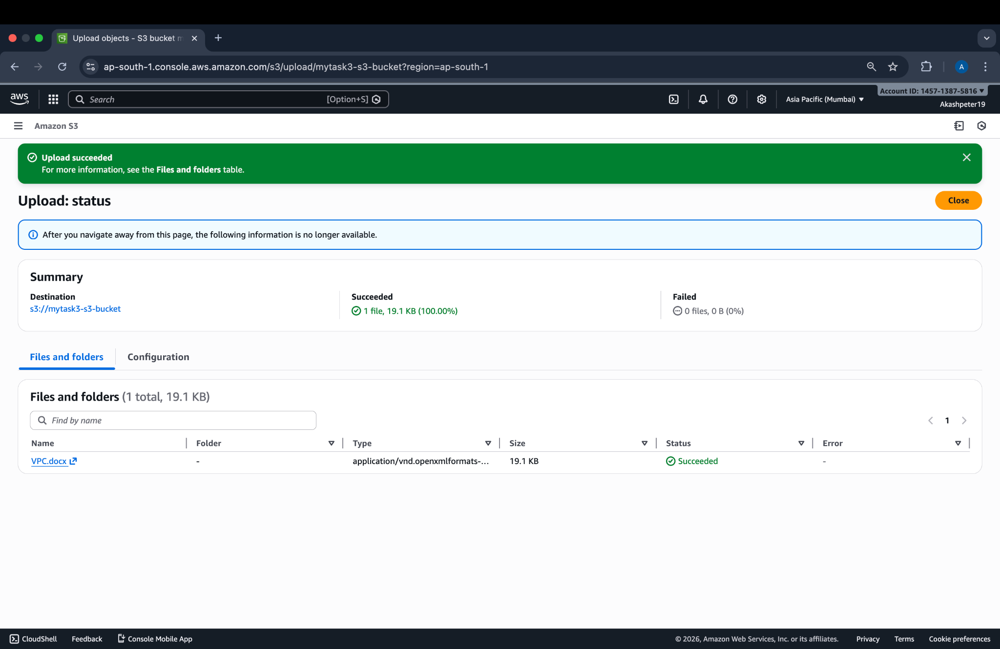 Upload objects - S3 bucket m
ap-south-1.console.aws.amazon.com/s3/upload/mytask3-s3-bucket?region=ap-south-1
A
aws
Search
[Option+S]
Asia Pacific (Mumbai)
Account ID: 1457-1387-5816
Akashpeter19
Amazon S3
Upload succeeded
For more information, see the Files and folders table.
Upload: status
Close
After you navigate away from this page, the following information is no longer available.
Summary
Destination
s3://mytask3-s3-bucket
Succeeded
1 file, 19.1 KB (100.00%)
Failed
0 files, 0 B (0%)
Files and folders
Configuration
Files and folders (1 total, 19.1 KB)
Find by name
1
Name Folder Type Size Status Error
VPC.docx - application/vnd.openxmlformats-... 19.1 KB Succeeded -
CloudShell Feedback Console Mobile App © 2026, Amazon Web Services, Inc. or its affiliates. Privacy Terms Cookie preferences